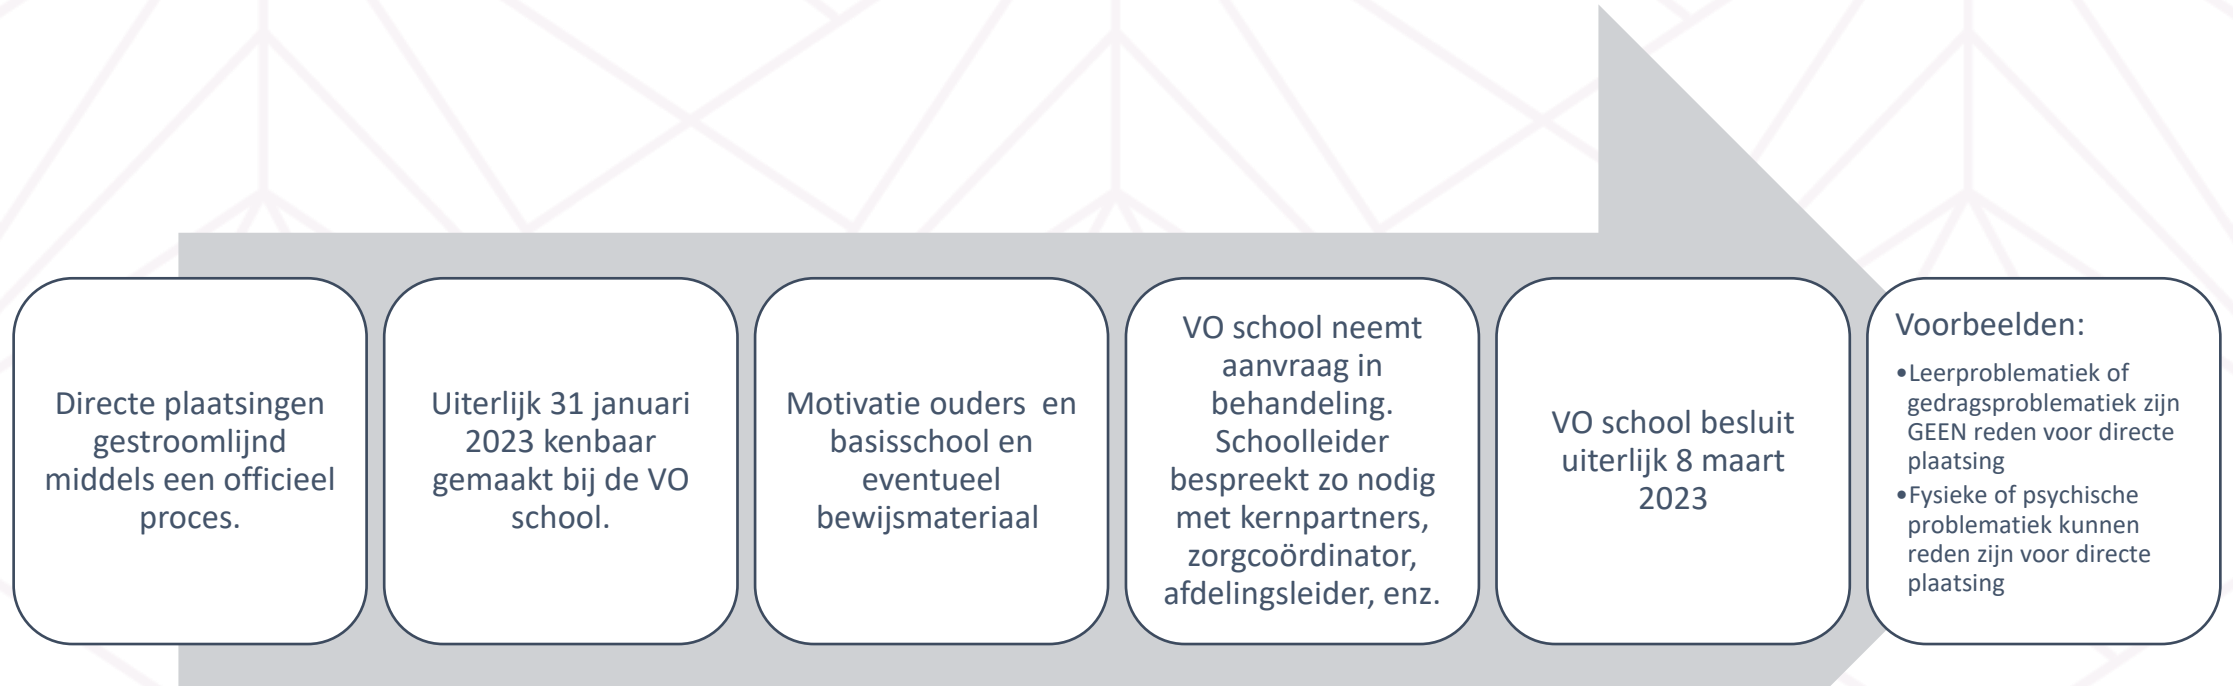 Directe plaatsingen
gestroomlijnd
middels een officieel
proces.
Uiterlijk 31 januari
2023 kenbaar
gemaakt bij de VO
school.
Motivatie ouders  en
basisschool en
eventueel
bewijsmateriaal
VO school neemt
aanvraag in
behandeling.
Schoolleider
bespreekt zo nodig
met kernpartners,
zorgcoördinator,
afdelingsleider, enz.
VO school besluit
uiterlijk 8 maart
2023
Voorbeelden:
•Leerproblematiek of
gedragsproblematiek zijn
GEEN reden voor directe
plaatsing
•Fysieke of psychische
problematiek kunnen
reden zijn voor directe
plaatsing